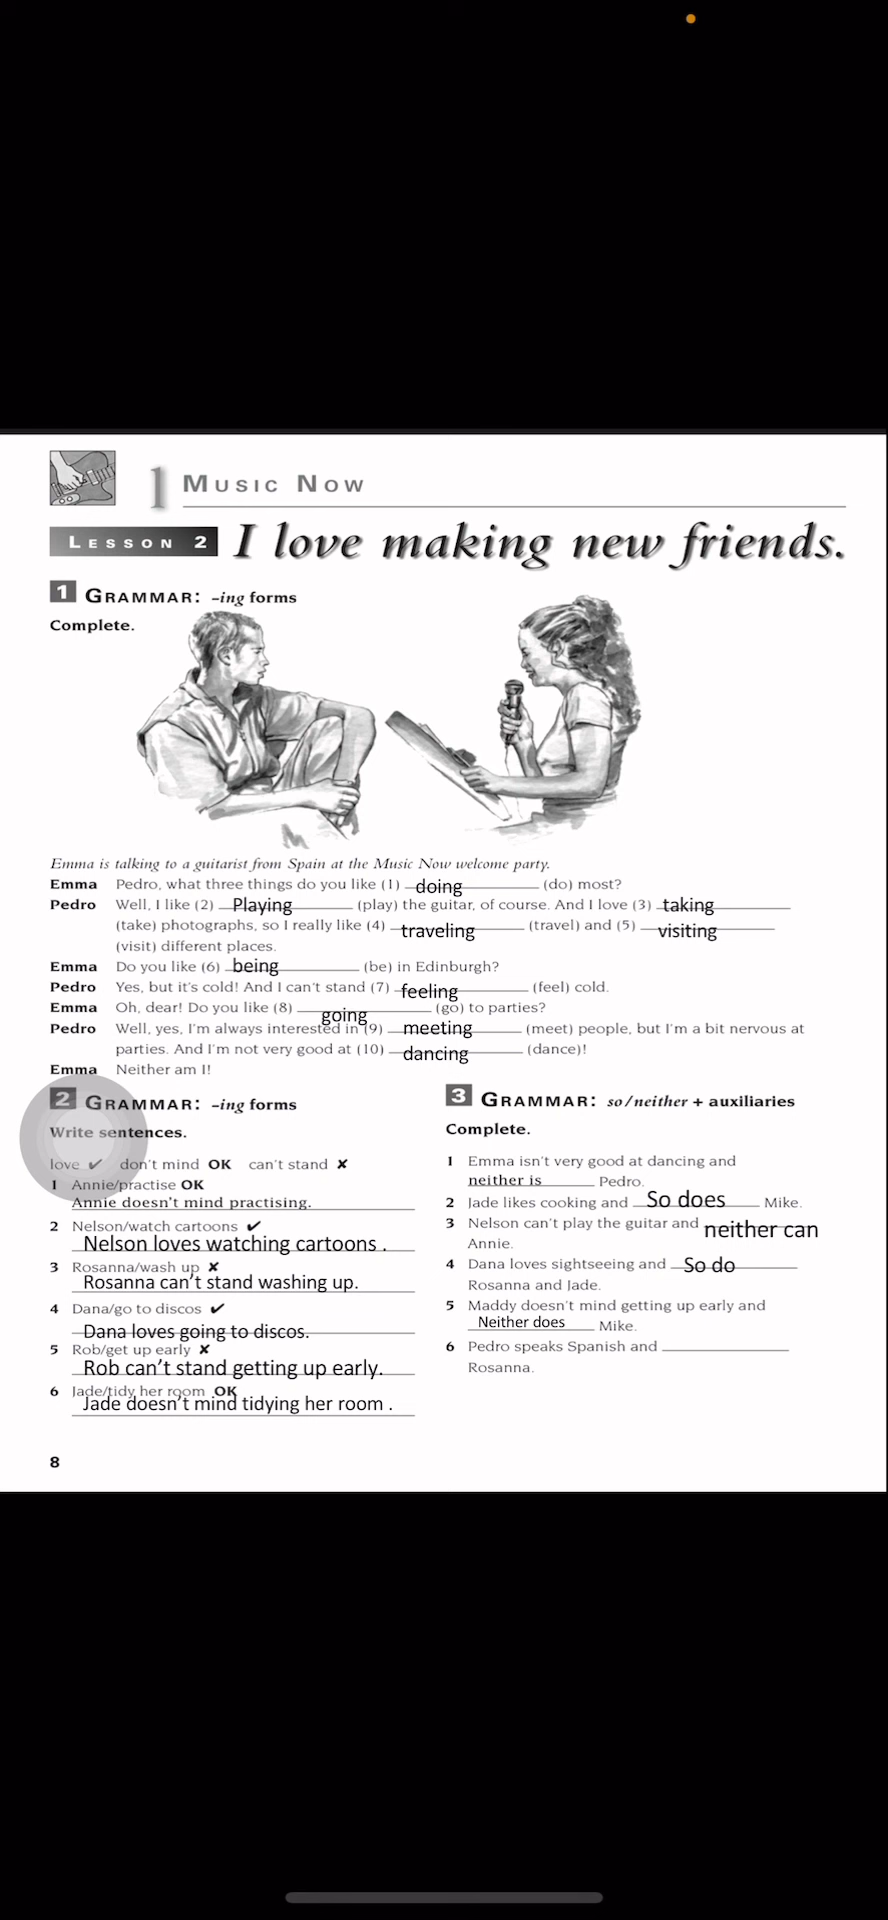 1 Music Now
Lesson 2 I love making new friends.
1 Grammar: -ing forms
Complete.
Emma is talking to a guitarist from Spain at the Music Now welcome party.
Emma Pedro, what three things do you like (1) doing (do) most?
Pedro Well, I like (2) Playing (play) the guitar, of course. And I love (3) taking
(take) photographs, so I really like (4) traveling (travel) and (5) visiting
(visit) different places.
Emma Do you like (6) being (be) in Edinburgh?
Pedro Yes, but it's cold! And I can't stand (7) feeling (feel) cold.
Emma Oh, dear! Do you like (8) going (go) to parties?
Pedro Well, yes, I'm always interested in (9) meeting (meet) people, but I'm a bit nervous at
parties. And I'm not very good at (10) dancing (dance)!
Emma Neither am I!
2 Grammar: -ing forms
Write sentences.
love ✔ don't mind OK can't stand ✘
1 Annie/practise OK
Annie doesn't mind practising.
2 Nelson/watch cartoons ✔
Nelson loves watching cartoons .
3 Rosanna/wash up ✘
Rosanna can't stand washing up.
4 Dana/go to discos ✔
Dana loves going to discos.
5 Rob/get up early ✘
Rob can't stand getting up early.
6 Jade/tidy her room OK
Jade doesn't mind tidying her room .
3 Grammar: so/neither + auxiliaries
Complete.
1 Emma isn't very good at dancing and
neither is Pedro.
2 Jade likes cooking and So does Mike.
3 Nelson can't play the guitar and neither can
Annie.
4 Dana loves sightseeing and So do
Rosanna and Jade.
5 Maddy doesn't mind getting up early and
Neither does Mike.
6 Pedro speaks Spanish and
Rosanna.
8